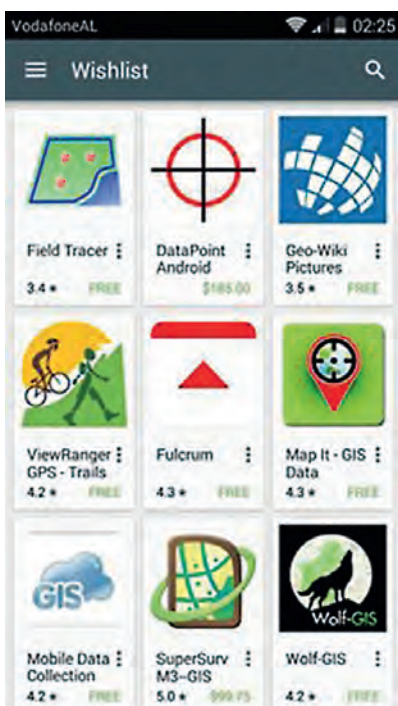 VodafoneAL 02:25
Wishlist
Field Tracer
3.4 ★ FREE
DataPoint
Android
$185.00
Geo-Wiki
Pictures
3.5 ★ FREE
ViewRanger
GPS - Trails
4.2 ★ FREE
Fulcrum
4.3 ★ FREE
Map It - GIS
Data
4.3 ★ FREE
GIS
Mobile Data
Collection
4.2 ★ FREE
SuperSurv
M3–GIS
5.0 ★ $99.75
Wolf-GIS
Wolf-GIS
4.2 ★ FREE